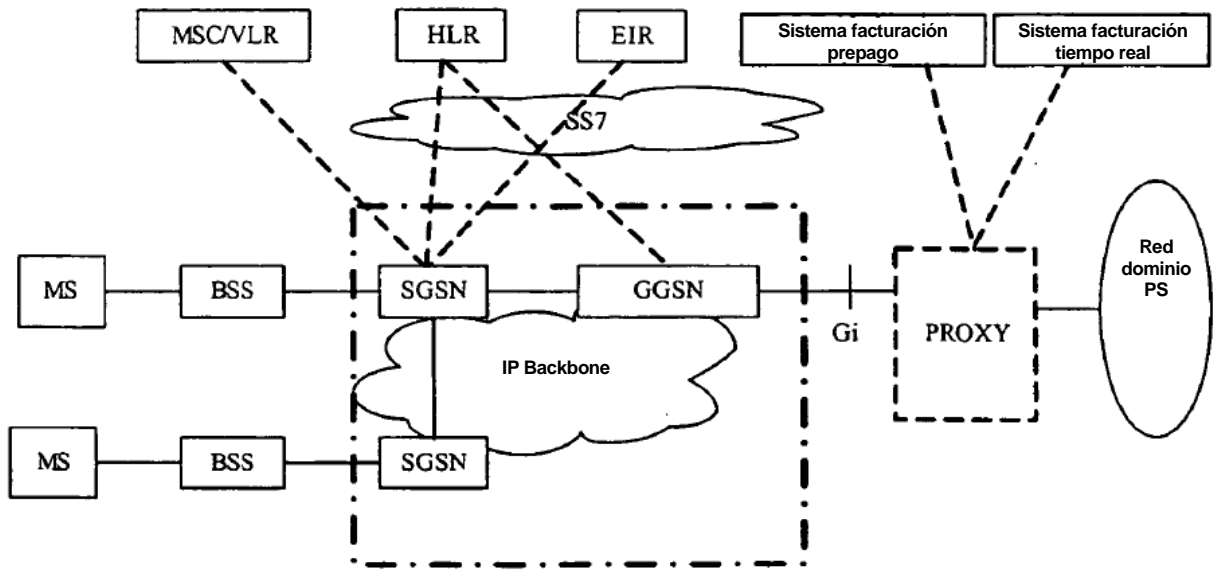 MSC/VLR
HLR
EIR
Sistema facturación
prepago
Sistema facturación
tiempo real
SS7
MS
BSS
SGSN
GGSN
Gi
PROXY
Red
dominio
PS
IP Backbone
MS
BSS
SGSN